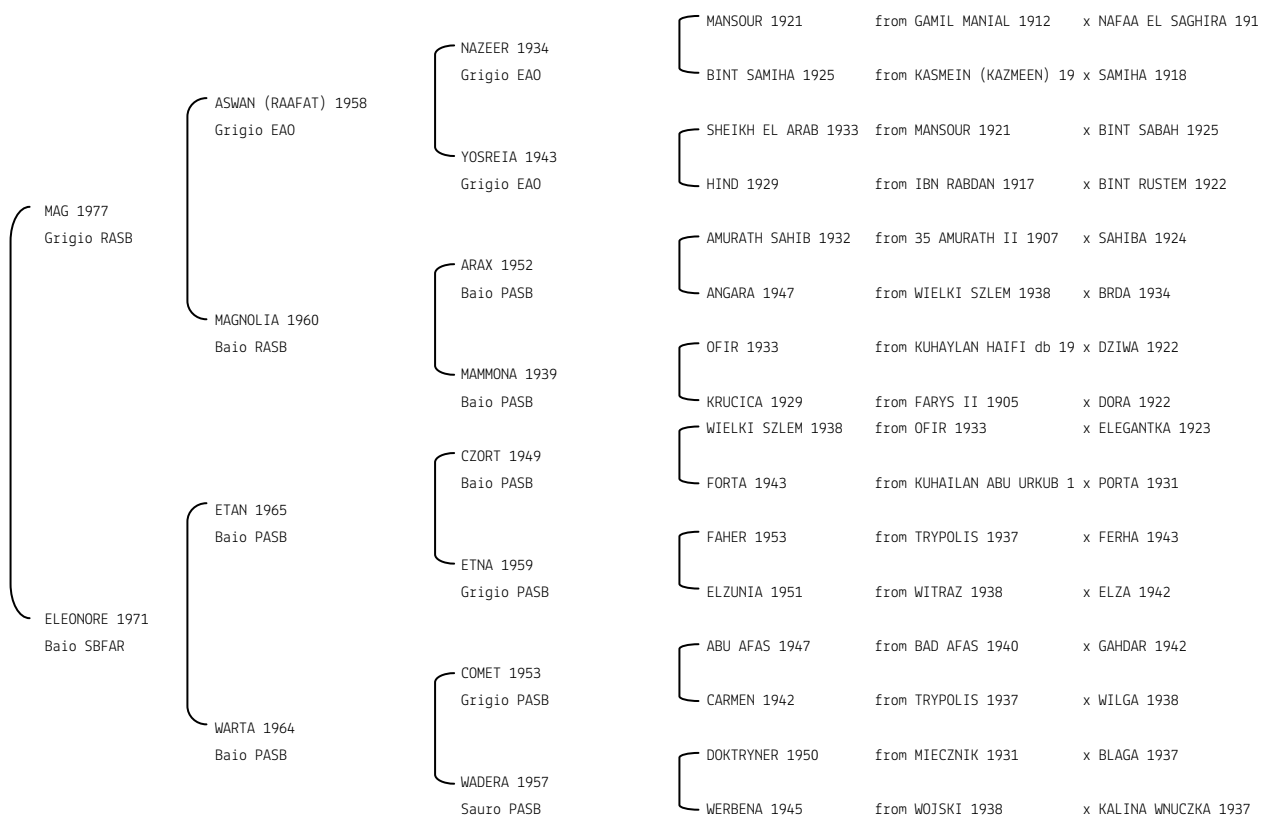 MANSOUR 1921 from GAMIL MANIAL 1912 x NAFAA EL SAGHIRA 191
NAZEER 1934
Grigio EAO
BINT SAMIHA 1925 from KASMEIN (KAZMEEN) 19 x SAMIHA 1918
ASWAN (RAAFAT) 1958
Grigio EAO
SHEIKH EL ARAB 1933 from MANSOUR 1921 x BINT SABAH 1925
YOSREIA 1943
Grigio EAO
HIND 1929 from IBN RABDAN 1917 x BINT RUSTEM 1922
MAG 1977
Grigio RASB
AMURATH SAHIB 1932 from 35 AMURATH II 1907 x SAHIBA 1924
ARAX 1952
Baio PASB
ANGARA 1947 from WIELKI SZLEM 1938 x BRDA 1934
MAGNOLIA 1960
Baio RASB
OFIR 1933 from KUHAYLAN HAIFI db 19 x DZIWA 1922
MAMMONA 1939
Baio PASB
KRUCICA 1929 from FARYS II 1905 x DORA 1922
WIELKI SZLEM 1938 from OFIR 1933 x ELEGANTKA 1923
CZORT 1949
Baio PASB
FORTA 1943 from KUHAILAN ABU URKUB 1 x PORTA 1931
ETAN 1965
Baio PASB
FAHER 1953 from TRYPOLIS 1937 x FERHA 1943
ETNA 1959
Grigio PASB
ELZUNIA 1951 from WITRAZ 1938 x ELZA 1942
ELEONORE 1971
Baio SBFAR
ABU AFAS 1947 from BAD AFAS 1940 x GAHDAR 1942
COMET 1953
Grigio PASB
CARMEN 1942 from TRYPOLIS 1937 x WILGA 1938
WARTA 1964
Baio PASB
DOKTRYNER 1950 from MIECZNIK 1931 x BLAGA 1937
WADERA 1957
Sauro PASB
WERBENA 1945 from WOJSKI 1938 x KALINA WNUCZKA 1937